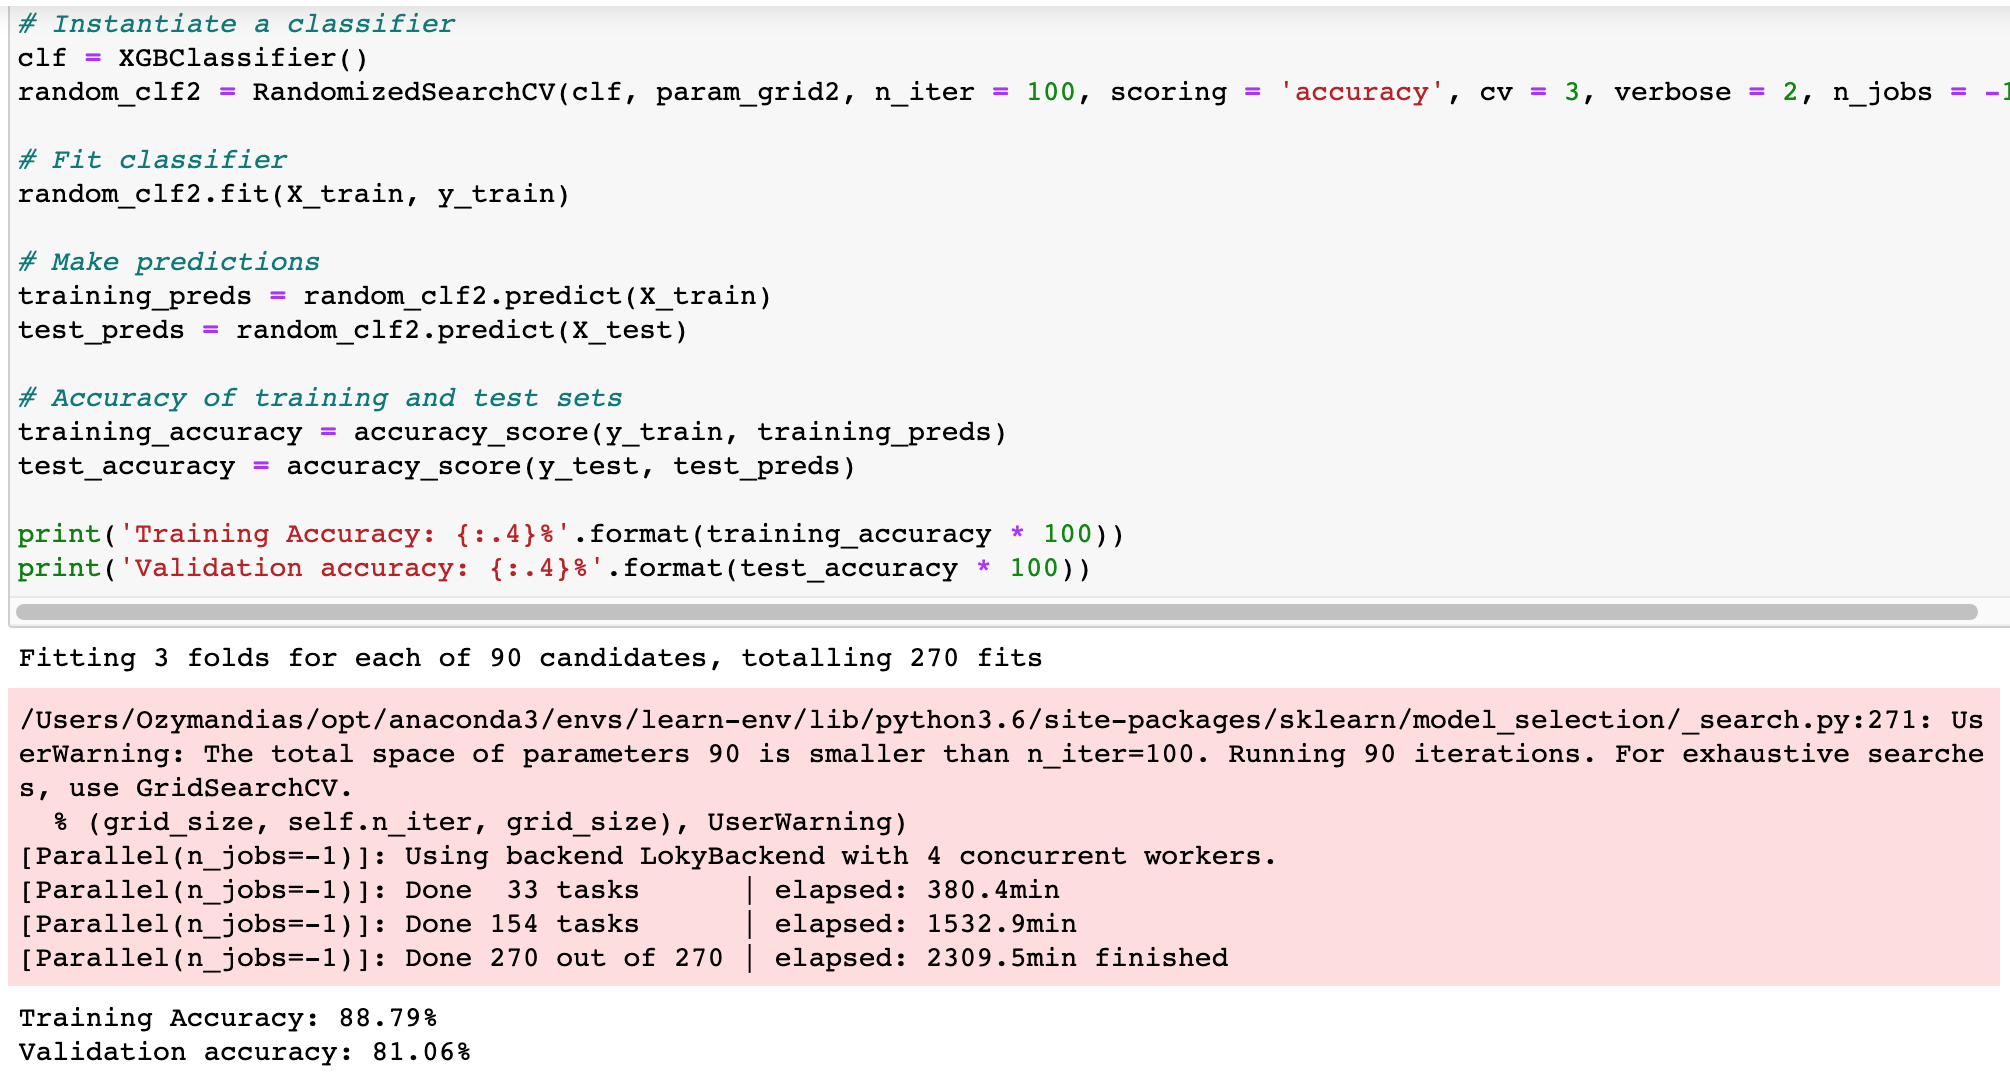 # Instantiate a classifier
clf = XGBClassifier()
random_clf2 = RandomizedSearchCV(clf, param_grid2, n_iter = 100, scoring = 'accuracy', cv = 3, verbose = 2, n_jobs = -1
# Fit classifier
random_clf2.fit(X_train, y_train)
# Make predictions
training_preds = random_clf2.predict(X_train)
test_preds = random_clf2.predict(X_test)
# Accuracy of training and test sets
training_accuracy = accuracy_score(y_train, training_preds)
test_accuracy = accuracy_score(y_test, test_preds)
print('Training Accuracy: {:.4}%'.format(training_accuracy * 100))
print('Validation accuracy: {:.4}%'.format(test_accuracy * 100))
Fitting 3 folds for each of 90 candidates, totalling 270 fits
/Users/Ozymandias/opt/anaconda3/envs/learn-env/lib/python3.6/site-packages/sklearn/model_selection/_search.py:271: Us
erWarning: The total space of parameters 90 is smaller than n_iter=100. Running 90 iterations. For exhaustive searche
s, use GridSearchCV.
  % (grid_size, self.n_iter, grid_size), UserWarning)
[Parallel(n_jobs=-1)]: Using backend LokyBackend with 4 concurrent workers.
[Parallel(n_jobs=-1)]: Done  33 tasks      | elapsed: 380.4min
[Parallel(n_jobs=-1)]: Done 154 tasks      | elapsed: 1532.9min
[Parallel(n_jobs=-1)]: Done 270 out of 270 | elapsed: 2309.5min finished
Training Accuracy: 88.79%
Validation accuracy: 81.06%